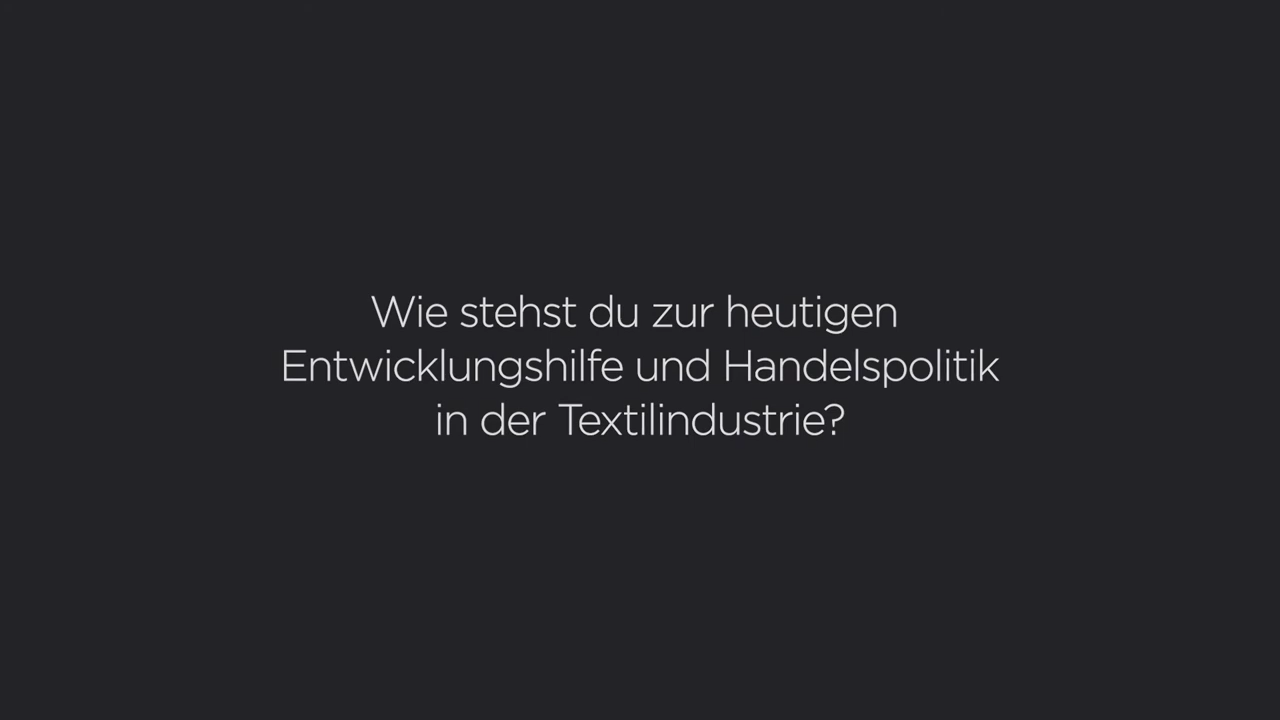 Wie stehst du zur heutigen
Entwicklungshilfe und Handelspolitik
in der Textilindustrie?